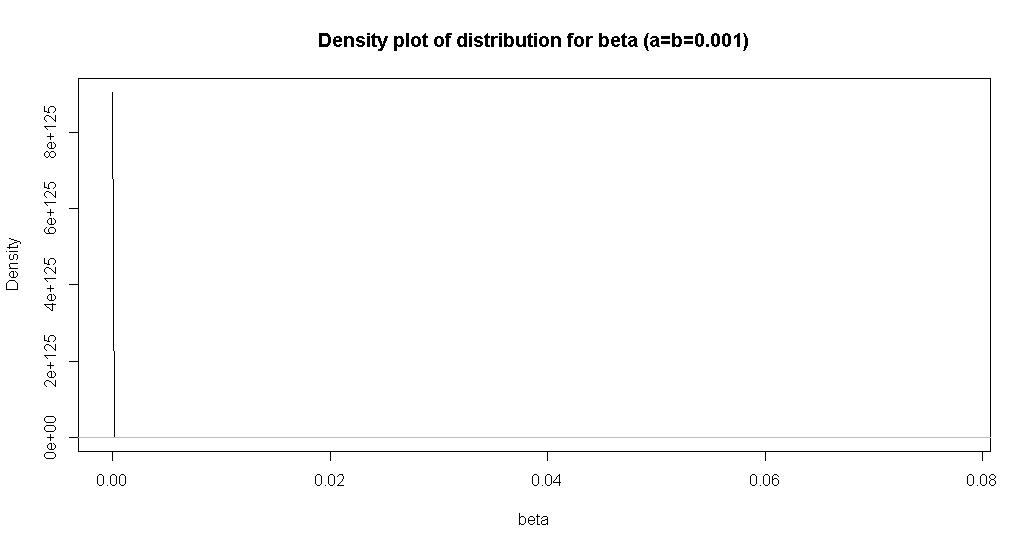 Density plot of distribution for beta (a=b=0.001)
Density
8e+125
6e+125
4e+125
2e+125
0e+00
0.00 0.02 0.04 0.06 0.08
beta